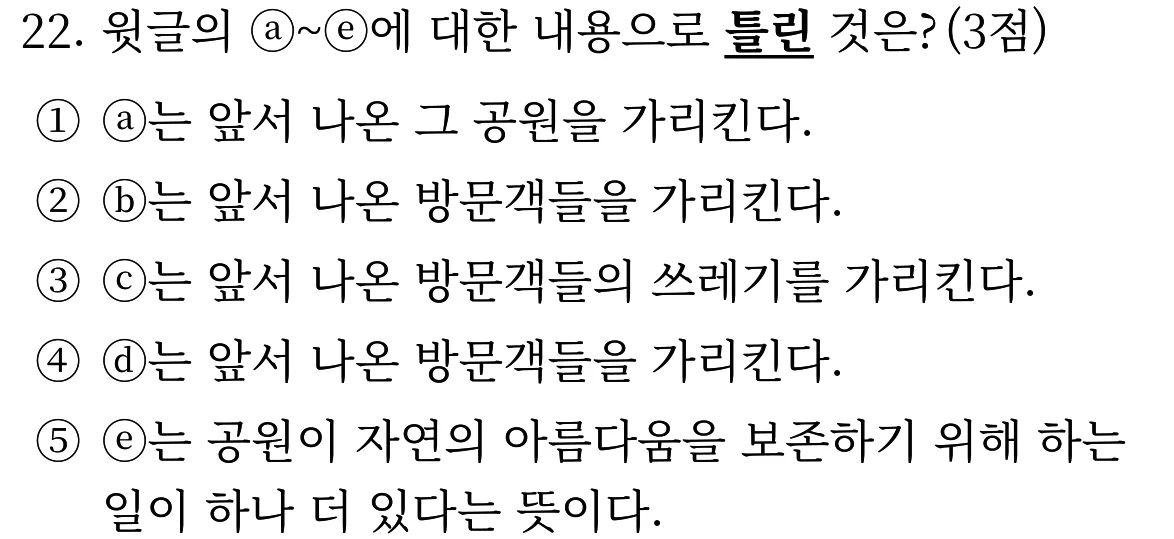 22. 윗글의 ⓐ~ⓔ에 대한 내용으로 틀린 것은?(3점)
① ⓐ는 앞서 나온 그 공원을 가리킨다.
② ⓑ는 앞서 나온 방문객들을 가리킨다.
③ ⓒ는 앞서 나온 방문객들의 쓰레기를 가리킨다.
④ ⓓ는 앞서 나온 방문객들을 가리킨다.
⑤ ⓔ는 공원이 자연의 아름다움을 보존하기 위해 하는
일이 하나 더 있다는 뜻이다.